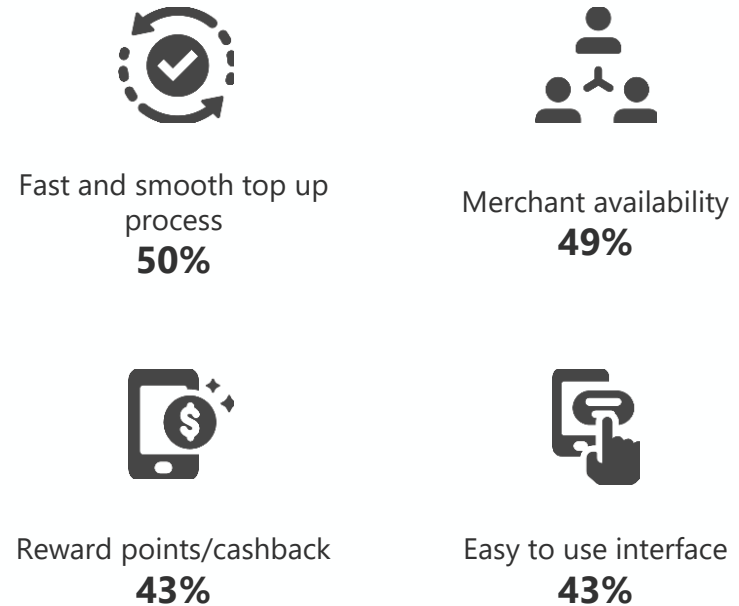 Fast and smooth top up
process
50%
Merchant availability
49%
Reward points/cashback
43%
Easy to use interface
43%